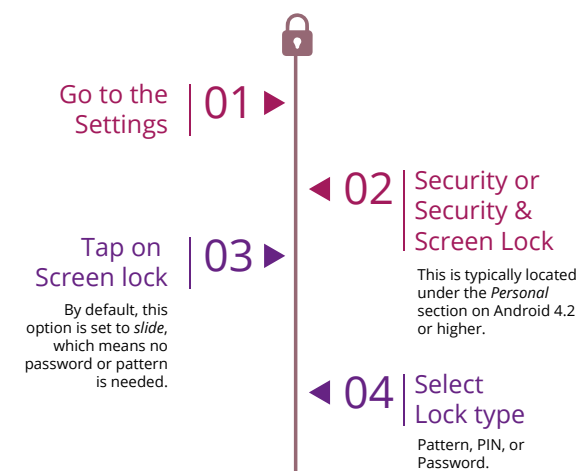 Go to the
Settings
01
02
Security or
Security &
Screen Lock
This is typically located
under the Personal
section on Android 4.2
or higher.
Tap on
Screen lock
03
By default, this
option is set to slide,
which means no
password or pattern
is needed.
04
Select
Lock type
Pattern, PIN, or
Password.